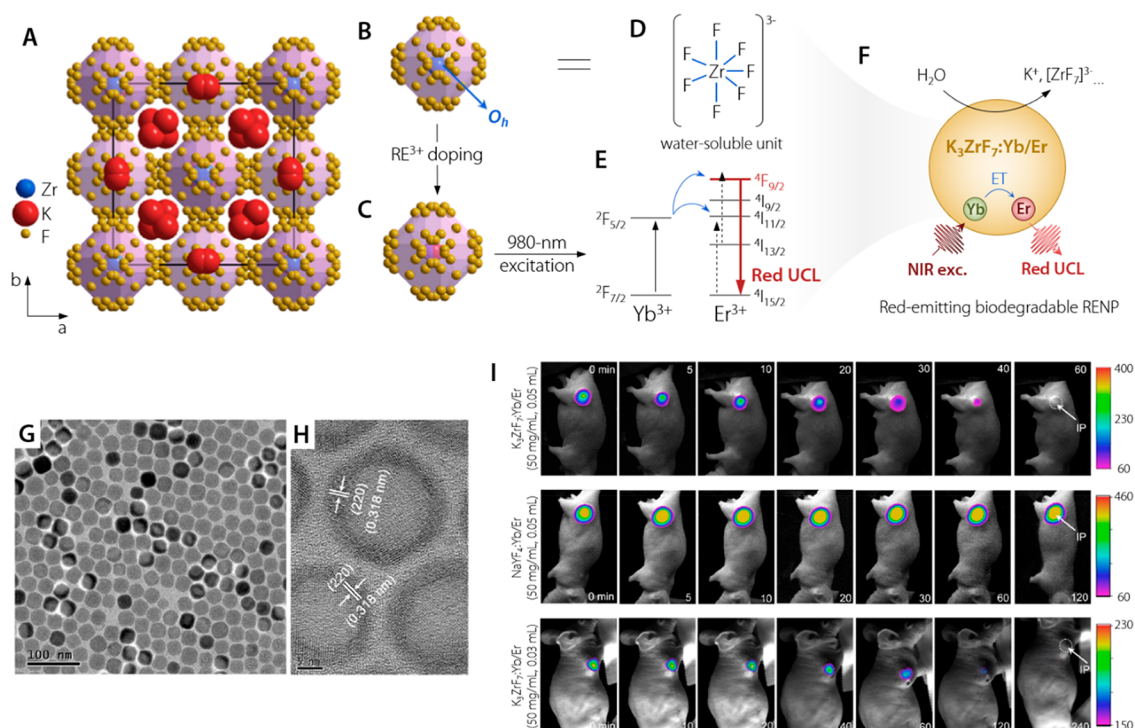 A
B
D
3-
F
F
F
F
F
Zr
F
F
F
water-soluble unit
F
H₂O
K⁺, [ZrF₇]³⁻...
K₃ZrF₇:Yb/Er
ET
Yb
Er
NIR exc.
Red UCL
Red-emitting biodegradable RENP
Oₕ
RE³⁺ doping
Zr
K
F
b
a
C
980-nm
excitation
E
²F₅/₂
²F₇/₂
Yb³⁺
⁴F₉/₂
⁴I₉/₂
⁴I₁₁/₂
⁴I₁₃/₂
⁴I₁₅/₂
Red UCL
Er³⁺
G
100 nm
H
(220)
(0.318 nm)
(220)
(0.318 nm)
I
K₃ZrF₇:Yb/Er
(50 mg/mL, 0.05 mL)
0 min
5
10
20
30
40
60
IP
400
230
60
NaYF₄:Yb/Er
(50 mg/mL, 0.05 mL)
0 min
5
10
20
30
60
120
IP
460
260
60
K₃ZrF₇:Yb/Er
(50 mg/mL, 0.03 mL)
0 min
5
20
40
60
120
240
IP
230
190
150